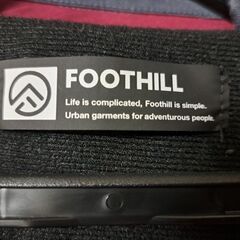 FOOTHILL
Life is complicated, Foothill is simple.
Urban garments for adventurous people.